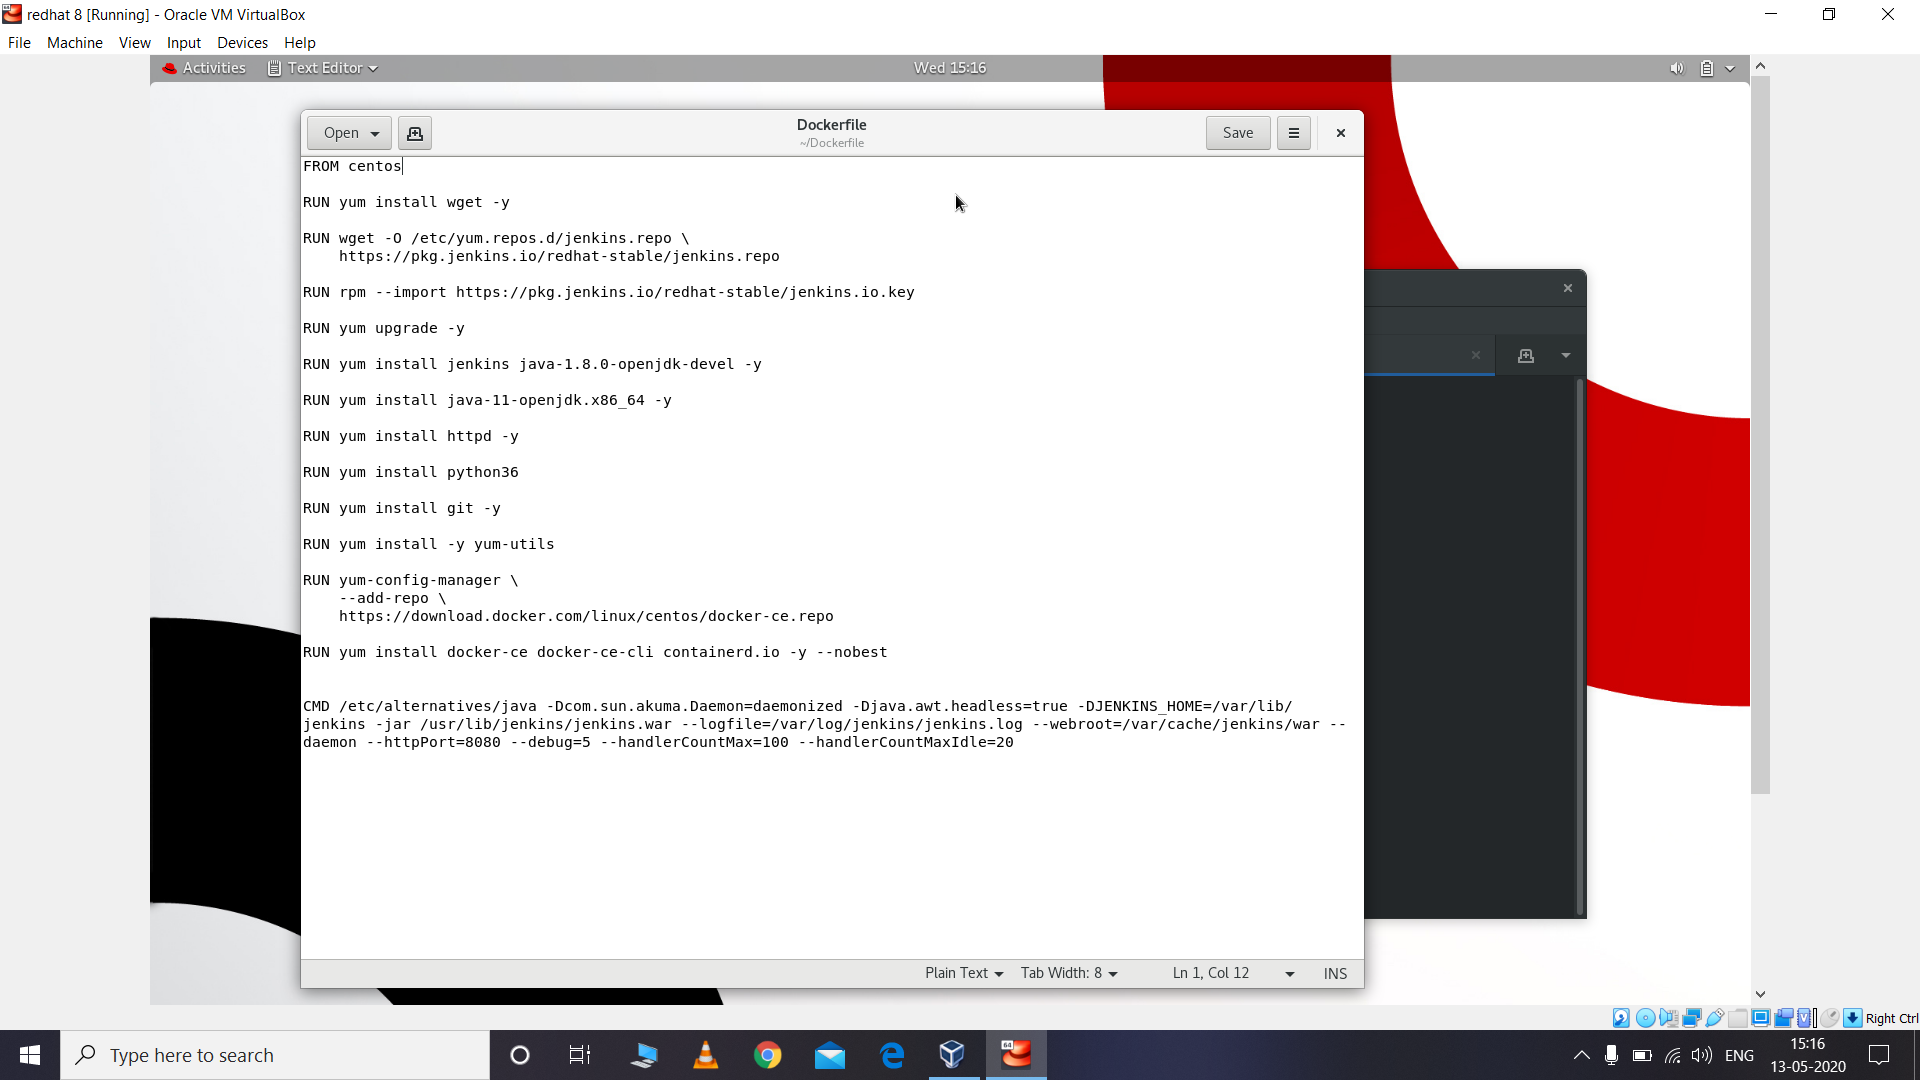 redhat 8 [Running] - Oracle VM VirtualBox
File Machine View Input Devices Help
Activities Text Editor Wed 15:16
Open Dockerfile Save
~/Dockerfile
FROM centos
RUN yum install wget -y
RUN wget -O /etc/yum.repos.d/jenkins.repo \
https://pkg.jenkins.io/redhat-stable/jenkins.repo
RUN rpm --import https://pkg.jenkins.io/redhat-stable/jenkins.io.key
RUN yum upgrade -y
RUN yum install jenkins java-1.8.0-openjdk-devel -y
RUN yum install java-11-openjdk.x86_64 -y
RUN yum install httpd -y
RUN yum install python36
RUN yum install git -y
RUN yum install -y yum-utils
RUN yum-config-manager \
--add-repo \
https://download.docker.com/linux/centos/docker-ce.repo
RUN yum install docker-ce docker-ce-cli containerd.io -y --nobest
CMD /etc/alternatives/java -Dcom.sun.akuma.Daemon=daemonized -Djava.awt.headless=true -DJENKINS_HOME=/var/lib/
jenkins -jar /usr/lib/jenkins/jenkins.war --logfile=/var/log/jenkins/jenkins.log --webroot=/var/cache/jenkins/war --
daemon --httpPort=8080 --debug=5 --handlerCountMax=100 --handlerCountMaxIdle=20
Plain Text Tab Width: 8 Ln 1, Col 12 INS
Right Ctrl
Type here to search
ENG
15:16
13-05-2020